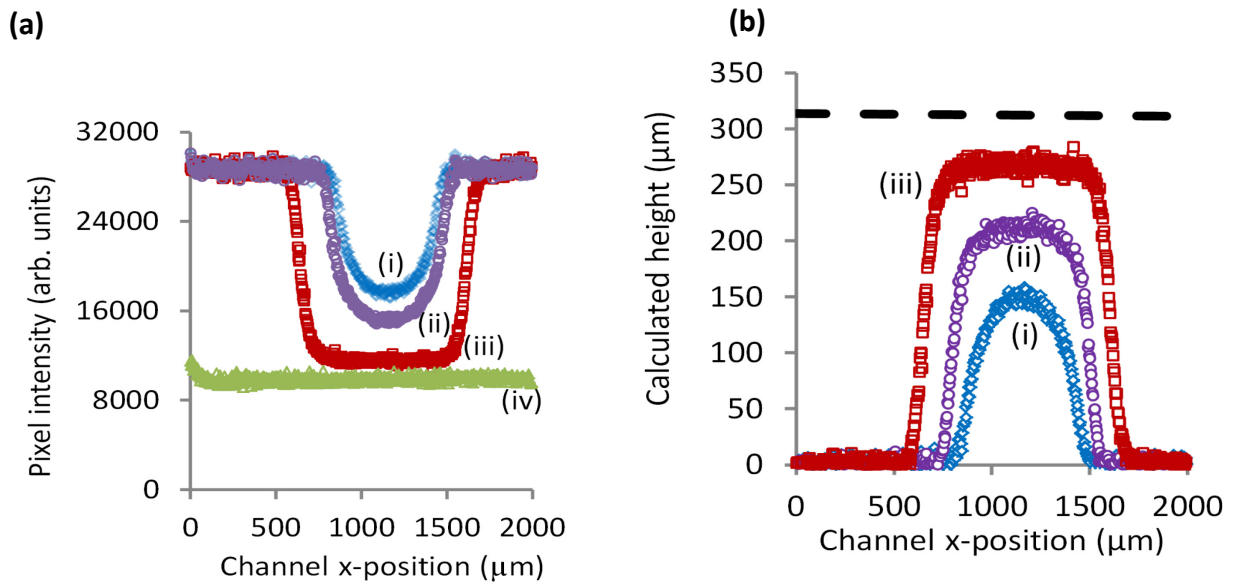 (a)
32000
24000
16000
8000
0
Pixel intensity (arb. units)
(i)
(ii)
(iii)
(iv)
0 500 1000 1500 2000
Channel x-position (μm)
(b)
350
300
250
200
150
100
50
0
Calculated height (μm)
(iii)
(ii)
(i)
0 500 1000 1500 2000
Channel x-position (μm)